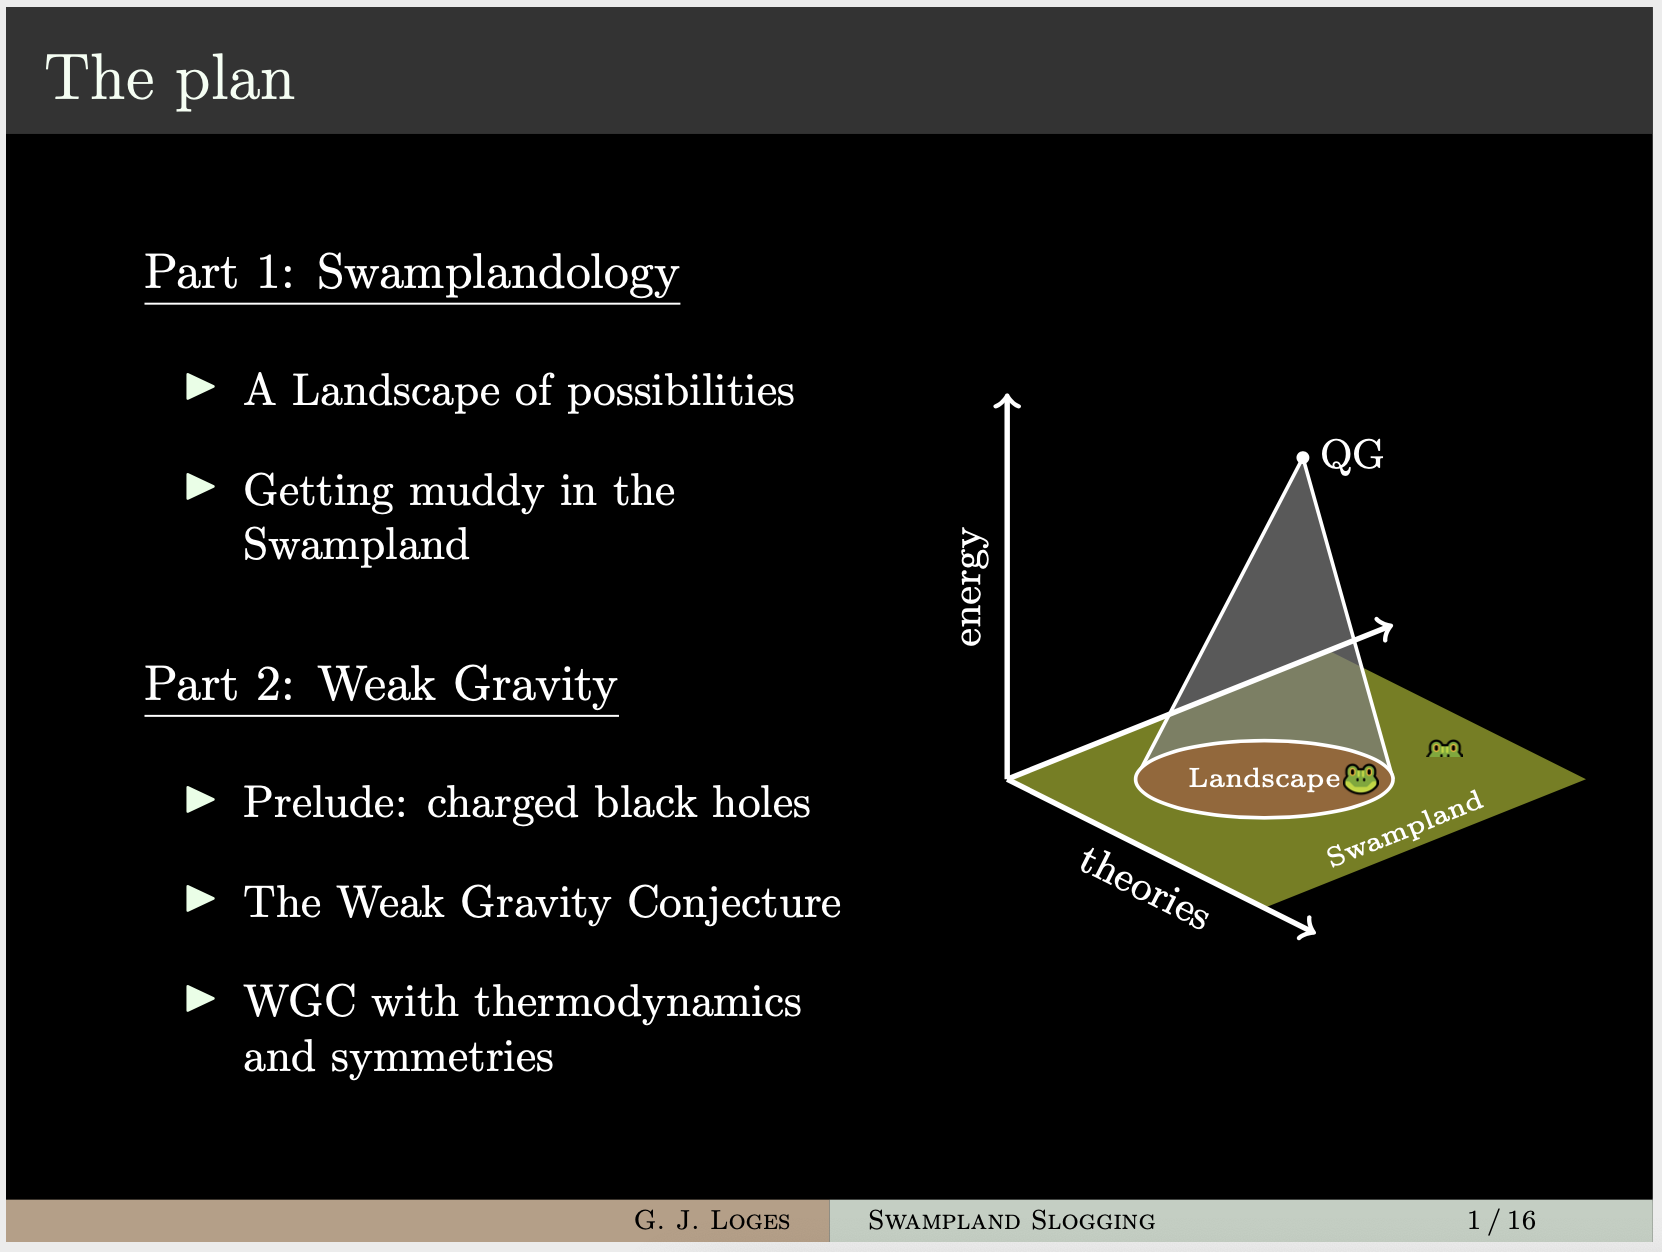 The plan
Part 1: Swamplandology
A Landscape of possibilities
Getting muddy in the
Swampland
Part 2: Weak Gravity
Prelude: charged black holes
The Weak Gravity Conjecture
WGC with thermodynamics
and symmetries
QG
energy
Landscape
Swampland
theories
G. J. Loges
Swampland Slogging
1 / 16